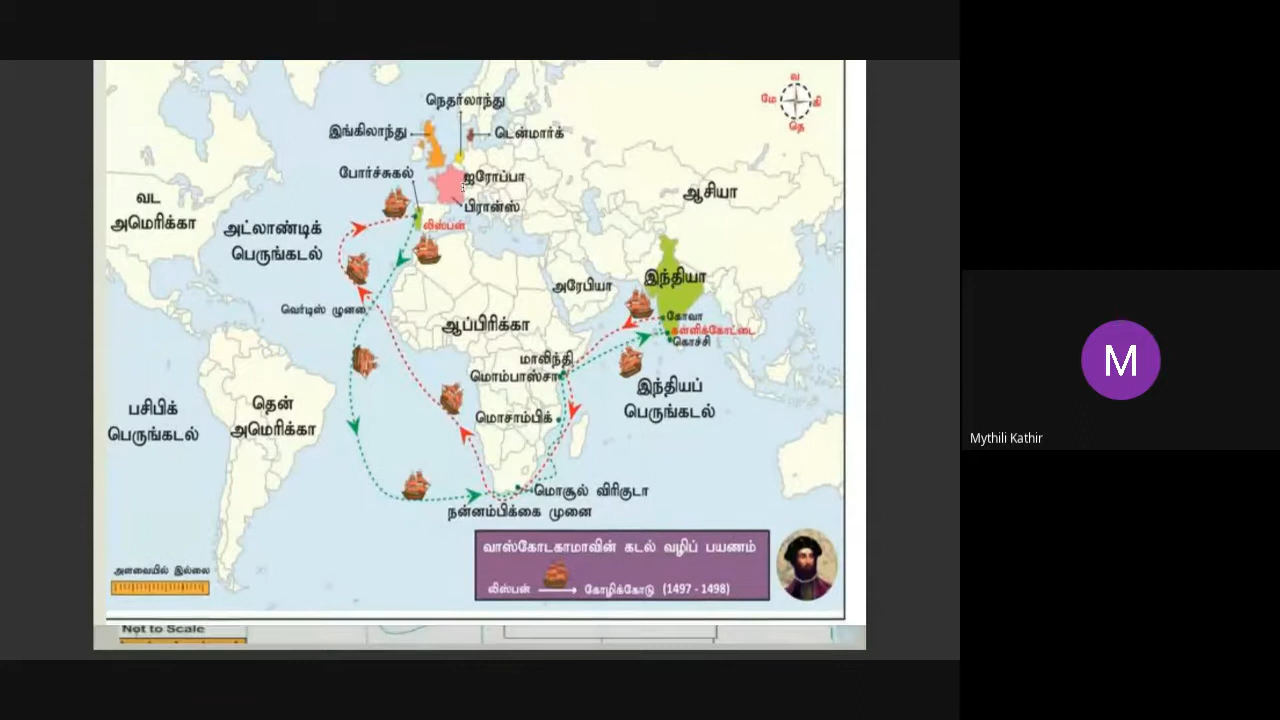 வ
மே
கி
தெ
நெதர்லாந்து
இங்கிலாந்து
டென்மார்க்
போர்ச்சுகல்
ஐரோப்பா
பிரான்ஸ்
ஆசியா
வட
அமெரிக்கா
லிஸ்பன்
அட்லாண்டிக்
பெருங்கடல்
இந்தியா
அரேபியா
வெர்டிஸ் முனை
கோவா
ஆப்பிரிக்கா
கள்ளிக்கோட்டை
கொச்சி
மாலிந்தி
மொம்பாஸ்சா
இந்தியப்
பெருங்கடல்
பசிபிக்
பெருங்கடல்
தென்
அமெரிக்கா
மொசாம்பிக்
மொசூல் விரிகுடா
நன்னம்பிக்கை முனை
வாஸ்கோடகாமாவின் கடல் வழிப் பயணம்
லிஸ்பன் கோழிக்கோடு (1497 - 1498)
அளவையில் இல்லை
Not to Scale
M
Mythili Kathir